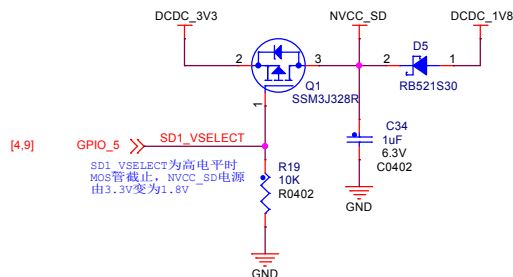 DCDC_3V3
NVCC_SD
DCDC_1V8
2
3
Q1
SSM3J328R
1
D5
2
1
RB521S30
[4,9]
GPIO_5
SD1_VSELECT
SD1_VSELECT为高电平时
MOS管截止，NVCC_SD电源
由3.3V变为1.8V
R19
10K
R0402
C34
1uF
6.3V
C0402
GND
GND